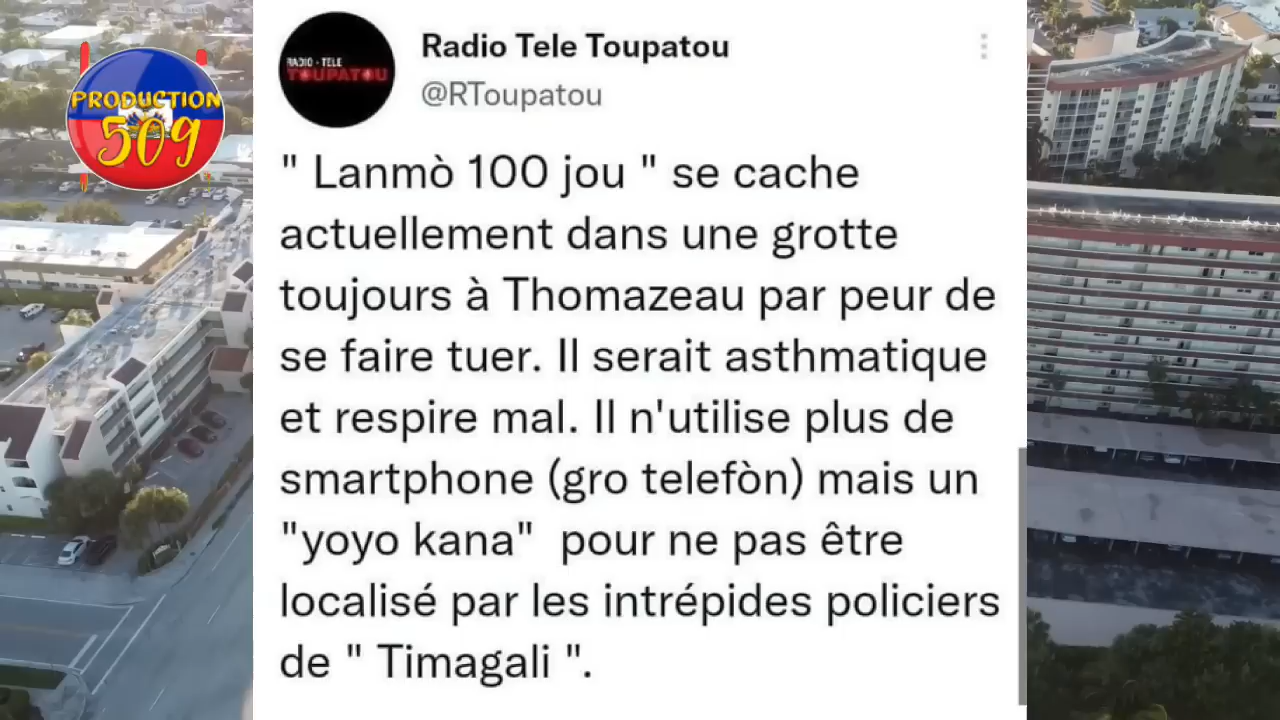 PRODUCTION
509
RADIO - TELE
TOUPATOU
Radio Tele Toupatou
@RToupatou
" Lanmò 100 jou " se cache
actuellement dans une grotte
toujours à Thomazeau par peur de
se faire tuer. Il serait asthmatique
et respire mal. Il n'utilise plus de
smartphone (gro telefòn) mais un
"yoyo kana"  pour ne pas être
localisé par les intrépides policiers
de " Timagali ".